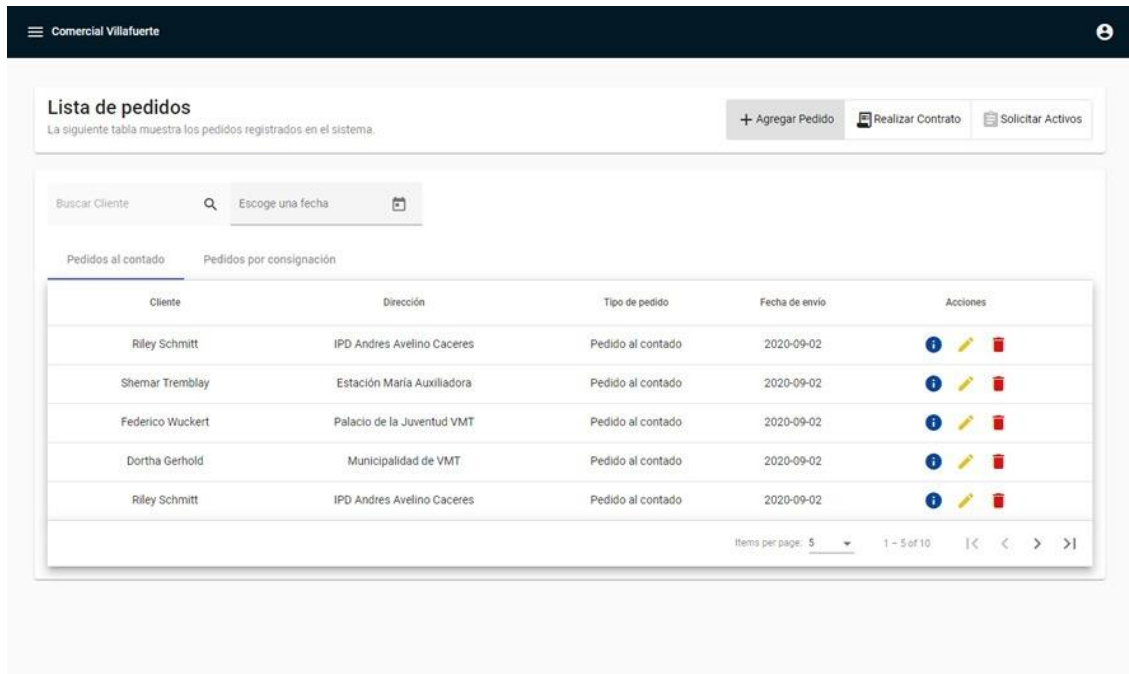 Comercial Villafuerte
Lista de pedidos
La siguiente tabla muestra los pedidos registrados en el sistema.
Agregar Pedido Realizar Contrato Solicitar Activos
Buscar Cliente Escoge una fecha
Pedidos al contado Pedidos por consignación
Cliente Dirección Tipo de pedido Fecha de envío Acciones
Riley Schmitt IPD Andres Avelino Caceres Pedido al contado 2020-09-02
Shemar Tremblay Estación María Auxiliadora Pedido al contado 2020-09-02
Federico Wuckert Palacio de la Juventud VMT Pedido al contado 2020-09-02
Dortha Gerhold Municipalidad de VMT Pedido al contado 2020-09-02
Riley Schmitt IPD Andres Avelino Caceres Pedido al contado 2020-09-02
Items per page: 5 1 – 5 of 10